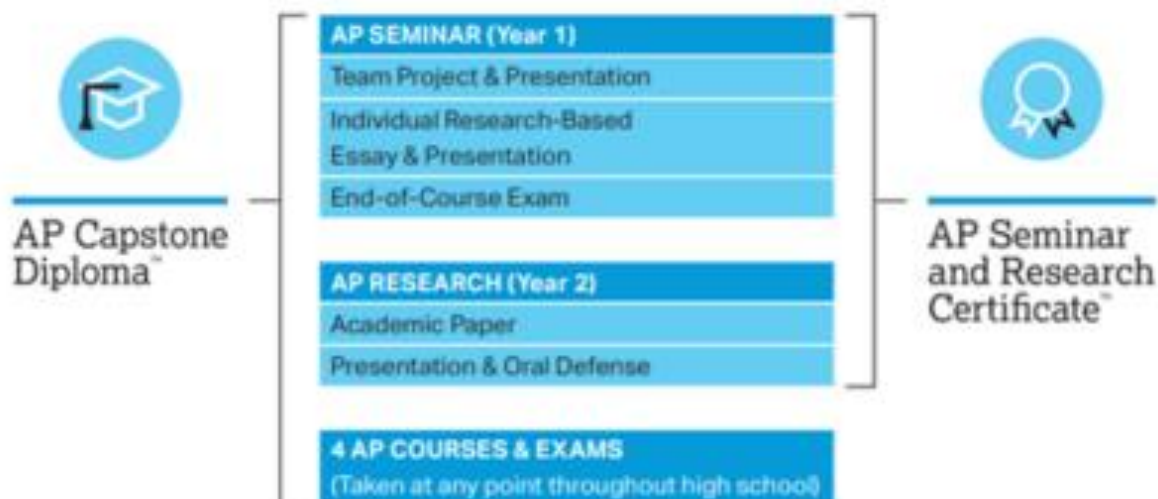 AP Capstone
Diploma™
AP SEMINAR (Year 1)
Team Project & Presentation
Individual Research-Based
Essay & Presentation
End-of-Course Exam
AP RESEARCH (Year 2)
Academic Paper
Presentation & Oral Defense
4 AP COURSES & EXAMS
(Taken at any point throughout high school)
AP Seminar
and Research
Certificate™